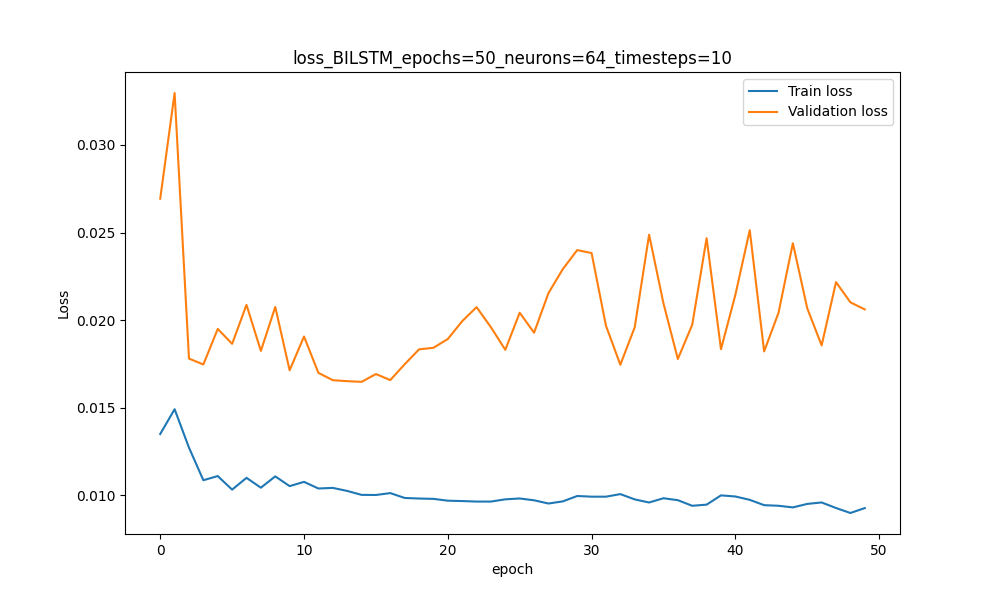 loss_BILSTM_epochs=50_neurons=64_timesteps=10
Train loss
Validation loss
0.030
0.025
0.020
0.015
0.010
Loss
0 10 20 30 40 50
epoch